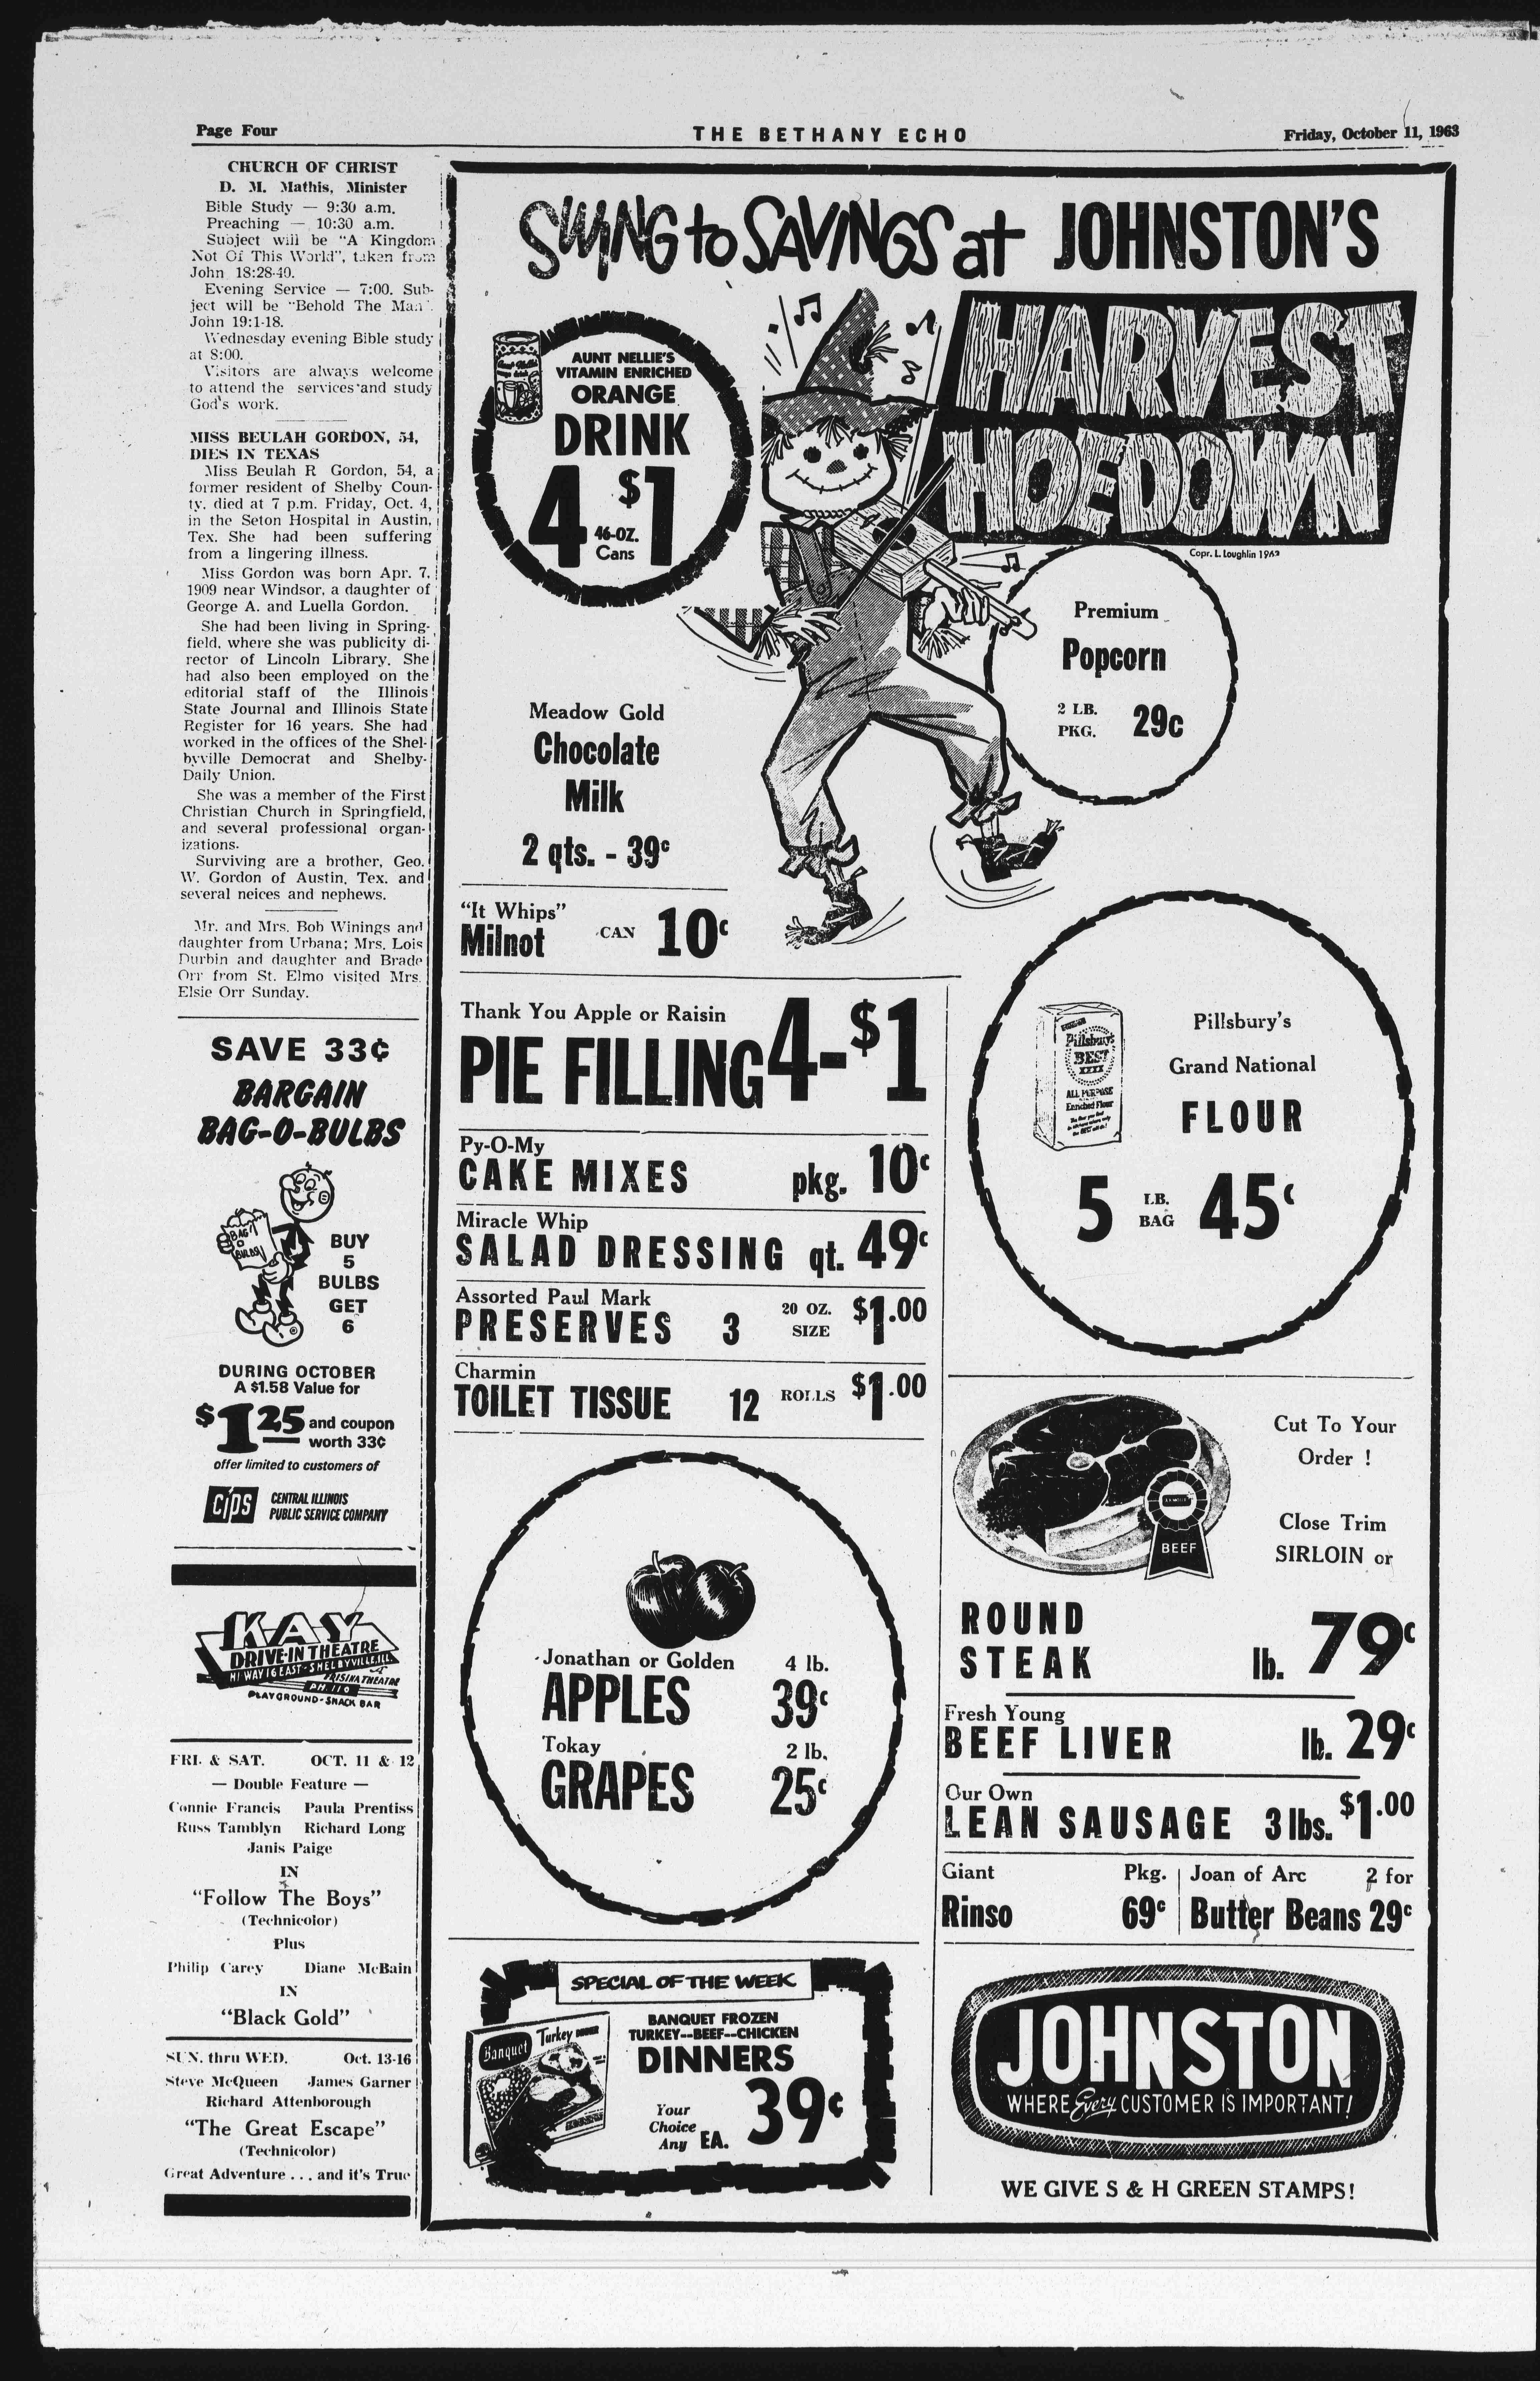 Page Four
THE BETHANY ECHO
Friday, October 11, 1963
CHURCH OF CHRIST
D. M. Mathis, Minister
Bible Study — 9:30 a.m.
Preaching — 10:30 a.m.
Subject will be "A Kingdom
Not Of This World", taken from
John 18:28-40.
Evening Service — 7:00. Sub-
ject will be "Behold The Man".
John 19:1-18.
Wednesday evening Bible study
at 8:00.
Visitors are always welcome
to attend the services and study
God's work.
MISS BEULAH GORDON, 54,
DIES IN TEXAS
Miss Beulah R Gordon, 54, a
former resident of Shelby Coun-
ty, died at 7 p.m. Friday, Oct. 4,
in the Seton Hospital in Austin,
Tex. She had been suffering
from a lingering illness.
Miss Gordon was born Apr. 7,
1909 near Windsor, a daughter of
George A. and Luella Gordon.
She had been living in Spring-
field, where she was publicity di-
rector of Lincoln Library. She
had also been employed on the
editorial staff of the Illinois
State Journal and Illinois State
Register for 16 years. She had
worked in the offices of the Shel-
byville Democrat and Shelby-
Daily Union.
She was a member of the First
Christian Church in Springfield,
and several professional organ-
izations.
Surviving are a brother, Geo.
W. Gordon of Austin, Tex. and
several neices and nephews.
Mr. and Mrs. Bob Winings and
daughter from Urbana; Mrs. Lois
Durbin and daughter and Brade
Orr from St. Elmo visited Mrs.
Elsie Orr Sunday.
SAVE 33¢
BARGAIN
BAG-O-BULBS
BAG
O
BULBS
BUY
5
BULBS
GET
6
DURING OCTOBER
A $1.58 Value for
$1.25 and coupon
worth 33¢
offer limited to customers of
cips
CENTRAL ILLINOIS
PUBLIC SERVICE COMPANY
KAY
DRIVE-IN THEATRE
HI WAY 16 EAST - SHELBYVILLE, ILL.
A FRISINA THEATRE
PH. 110
PLAYGROUND - SNACK BAR
FRI. & SAT. OCT. 11 & 12
— Double Feature —
Connie Francis Paula Prentiss
Russ Tamblyn Richard Long
Janis Paige
IN
"Follow The Boys"
(Technicolor)
Plus
Philip Carey Diane McBain
IN
"Black Gold"
SUN. thru WED. Oct. 13-16
Steve McQueen James Garner
Richard Attenborough
"The Great Escape"
(Technicolor)
Great Adventure . . . and it's True
SWING to SAVINGS at JOHNSTON'S
HARVEST
HOEDOWN
Copr. L. Loughlin 1963
AUNT NELLIE'S
VITAMIN ENRICHED
ORANGE
DRINK
4 46-OZ. Cans $1
Premium
Popcorn
2 LB.
PKG. 29c
Meadow Gold
Chocolate
Milk
2 qts. - 39c
"It Whips"
Milnot CAN 10c
Thank You Apple or Raisin
PIE FILLING 4-$1
Py-O-My
CAKE MIXES pkg. 10c
Miracle Whip
SALAD DRESSING qt. 49c
Assorted Paul Mark
PRESERVES 3 20 OZ. SIZE $1.00
Charmin
TOILET TISSUE 12 ROLLS $1.00
Pillsbury's
BEST
XXXX
ALL PURPOSE
Enriched Flour
Pillsbury's
Grand National
FLOUR
5 LB. BAG 45c
Jonathan or Golden 4 lb.
APPLES 39c
Tokay 2 lb.
GRAPES 25c
BEEF
Cut To Your
Order !
Close Trim
SIRLOIN or
ROUND
STEAK lb. 79c
Fresh Young
BEEF LIVER lb. 29c
Our Own
LEAN SAUSAGE 3 lbs. $1.00
Giant Pkg.
Rinso 69c
Joan of Arc 2 for
Butter Beans 29c
SPECIAL OF THE WEEK
Banquet
Turkey DINNER
BANQUET FROZEN
TURKEY--BEEF--CHICKEN
DINNERS
Your
Choice
Any EA. 39c
JOHNSTON
WHERE Every CUSTOMER IS IMPORTANT!
WE GIVE S & H GREEN STAMPS!